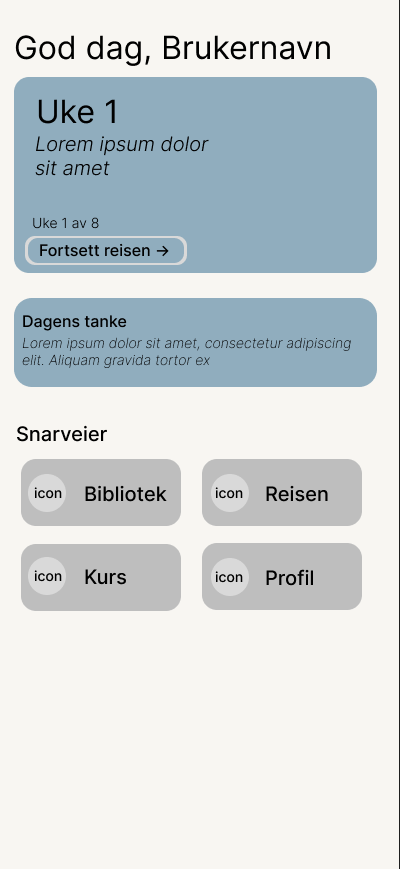 God dag, Brukernavn
Uke 1
Lorem ipsum dolor
sit amet
Uke 1 av 8
Fortsett reisen →
Dagens tanke
Lorem ipsum dolor sit amet, consectetur adipiscing
elit. Aliquam gravida tortor ex
Snarveier
icon Bibliotek
icon Reisen
icon Kurs
icon Profil